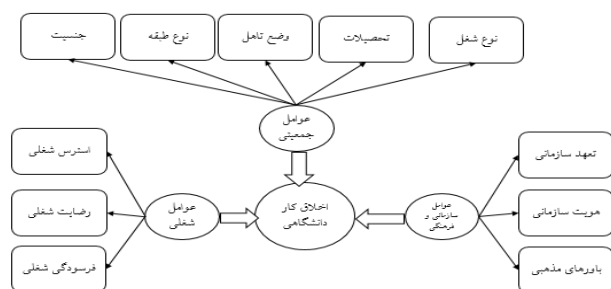 نوع شغل
تحصیلات
وضع تاهل
نوع طبقه
جنسیت
عوامل
جمعیتی
تعهد سازمانی
هویت سازمانی
باورهای مذهبی
عوامل
سازمانی و
فرهنگی
اخلاق کار
دانشگاهی
عوامل
شغلی
استرس شغلی
رضایت شغلی
فرسودگی شغلی